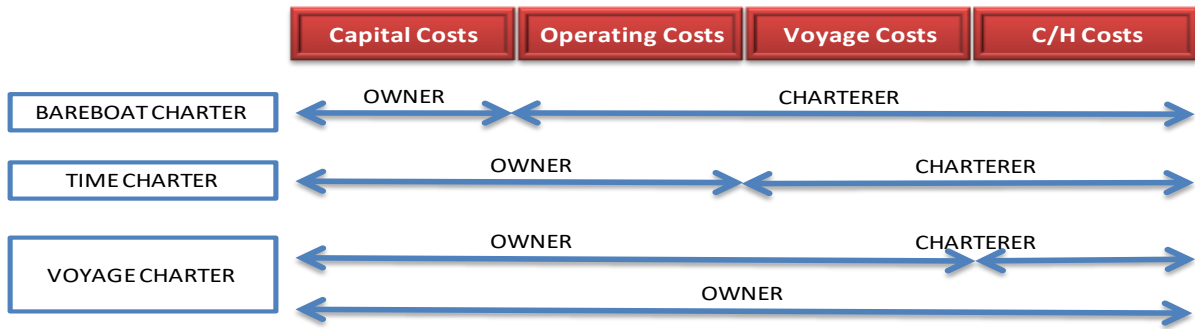 Capital Costs Operating Costs Voyage Costs C/H Costs
OWNER CHARTERER
BAREBOAT CHARTER
OWNER CHARTERER
TIME CHARTER
OWNER CHARTERER
VOYAGE CHARTER
OWNER